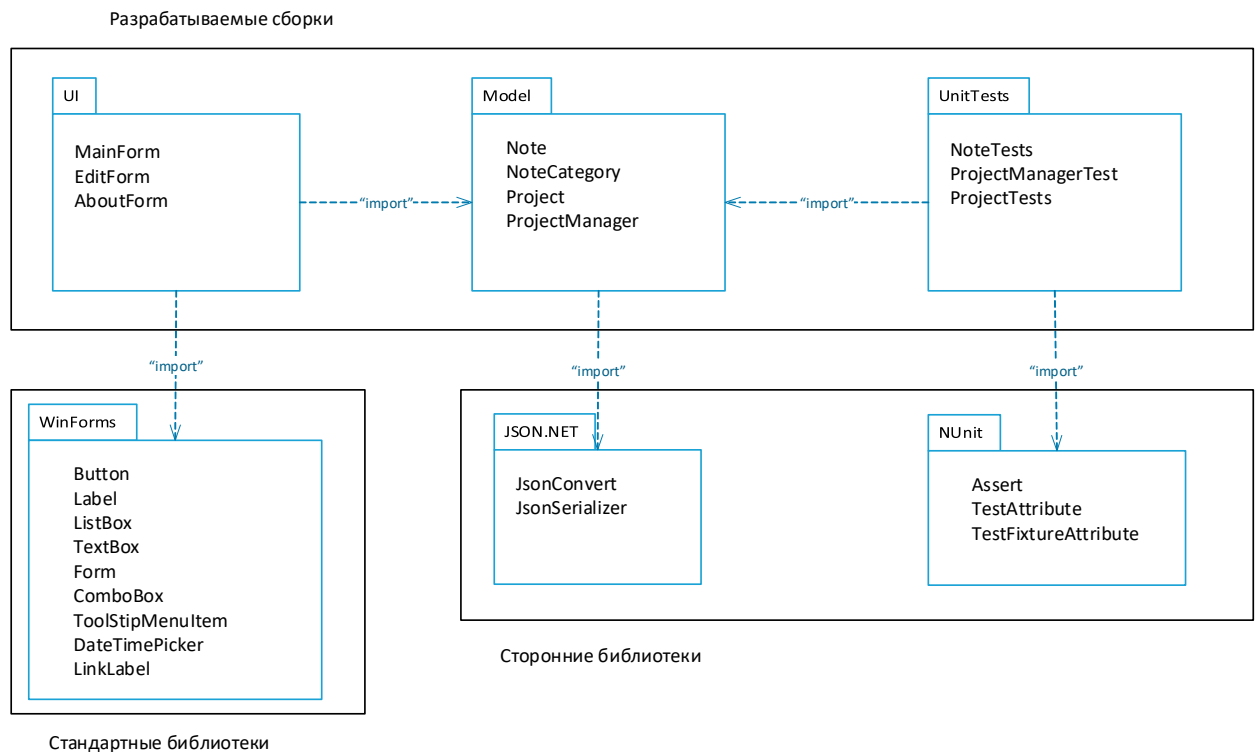 Разрабатываемые сборки
UI
MainForm
EditForm
AboutForm
“import”
Model
Note
NoteCategory
Project
ProjectManager
“import”
UnitTests
NoteTests
ProjectManagerTest
ProjectTests
“import”
“import”
“import”
WinForms
Button
Label
ListBox
TextBox
Form
ComboBox
ToolStipMenuItem
DateTimePicker
LinkLabel
JSON.NET
JsonConvert
JsonSerializer
NUnit
Assert
TestAttribute
TestFixtureAttribute
Сторонние библиотеки
Стандартные библиотеки